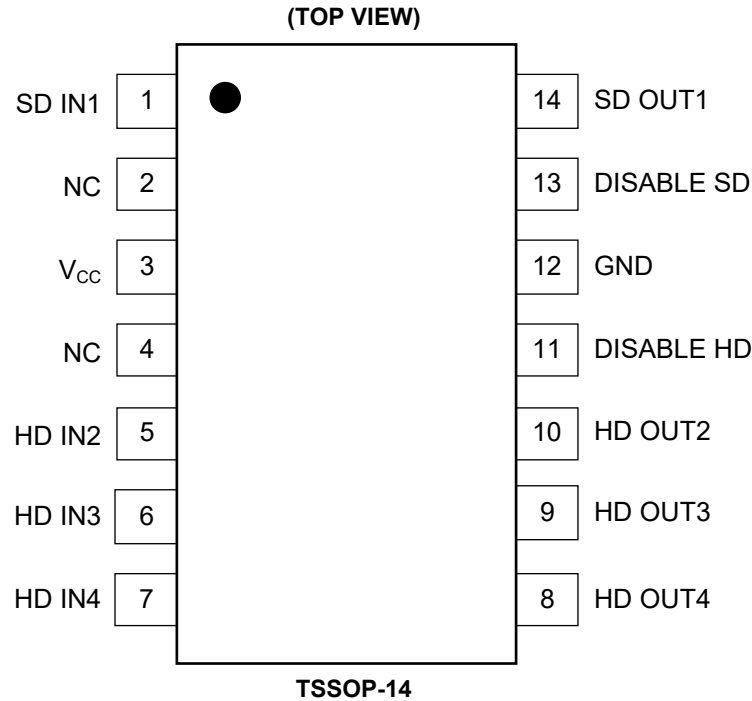 (TOP VIEW)
SD IN1 1 14 SD OUT1
NC 2 13 DISABLE SD
VCC 3 12 GND
NC 4 11 DISABLE HD
HD IN2 5 10 HD OUT2
HD IN3 6 9 HD OUT3
HD IN4 7 8 HD OUT4
TSSOP-14